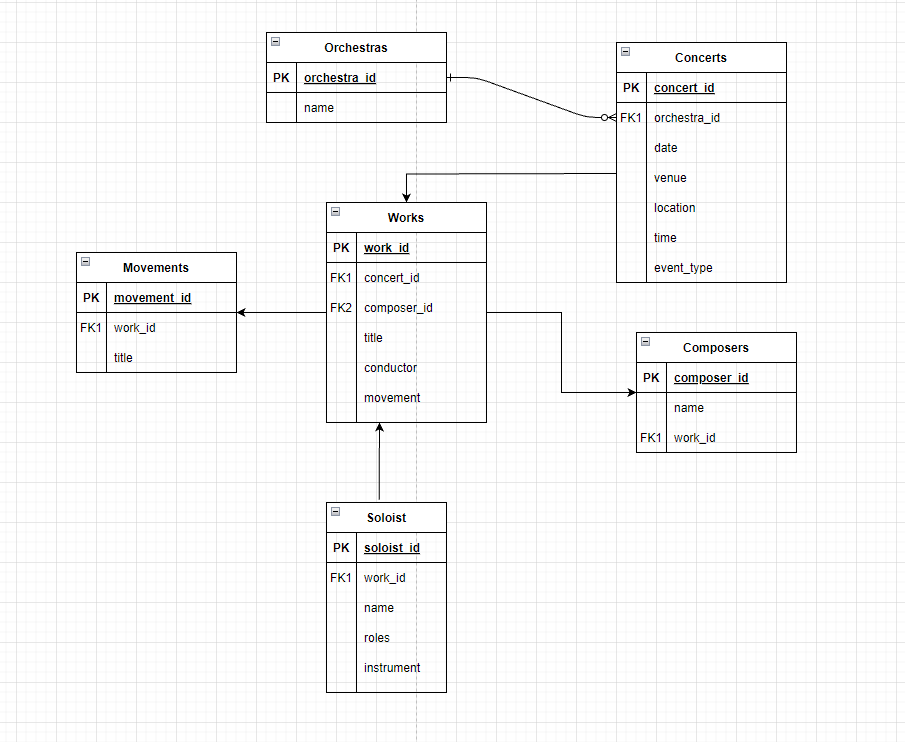 Orchestras
PK orchestra_id
name
Concerts
PK concert_id
FK1 orchestra_id
date
venue
location
time
event_type
Works
PK work_id
FK1 concert_id
FK2 composer_id
title
conductor
movement
Movements
PK movement_id
FK1 work_id
title
Composers
PK composer_id
name
FK1 work_id
Soloist
PK soloist_id
FK1 work_id
name
roles
instrument